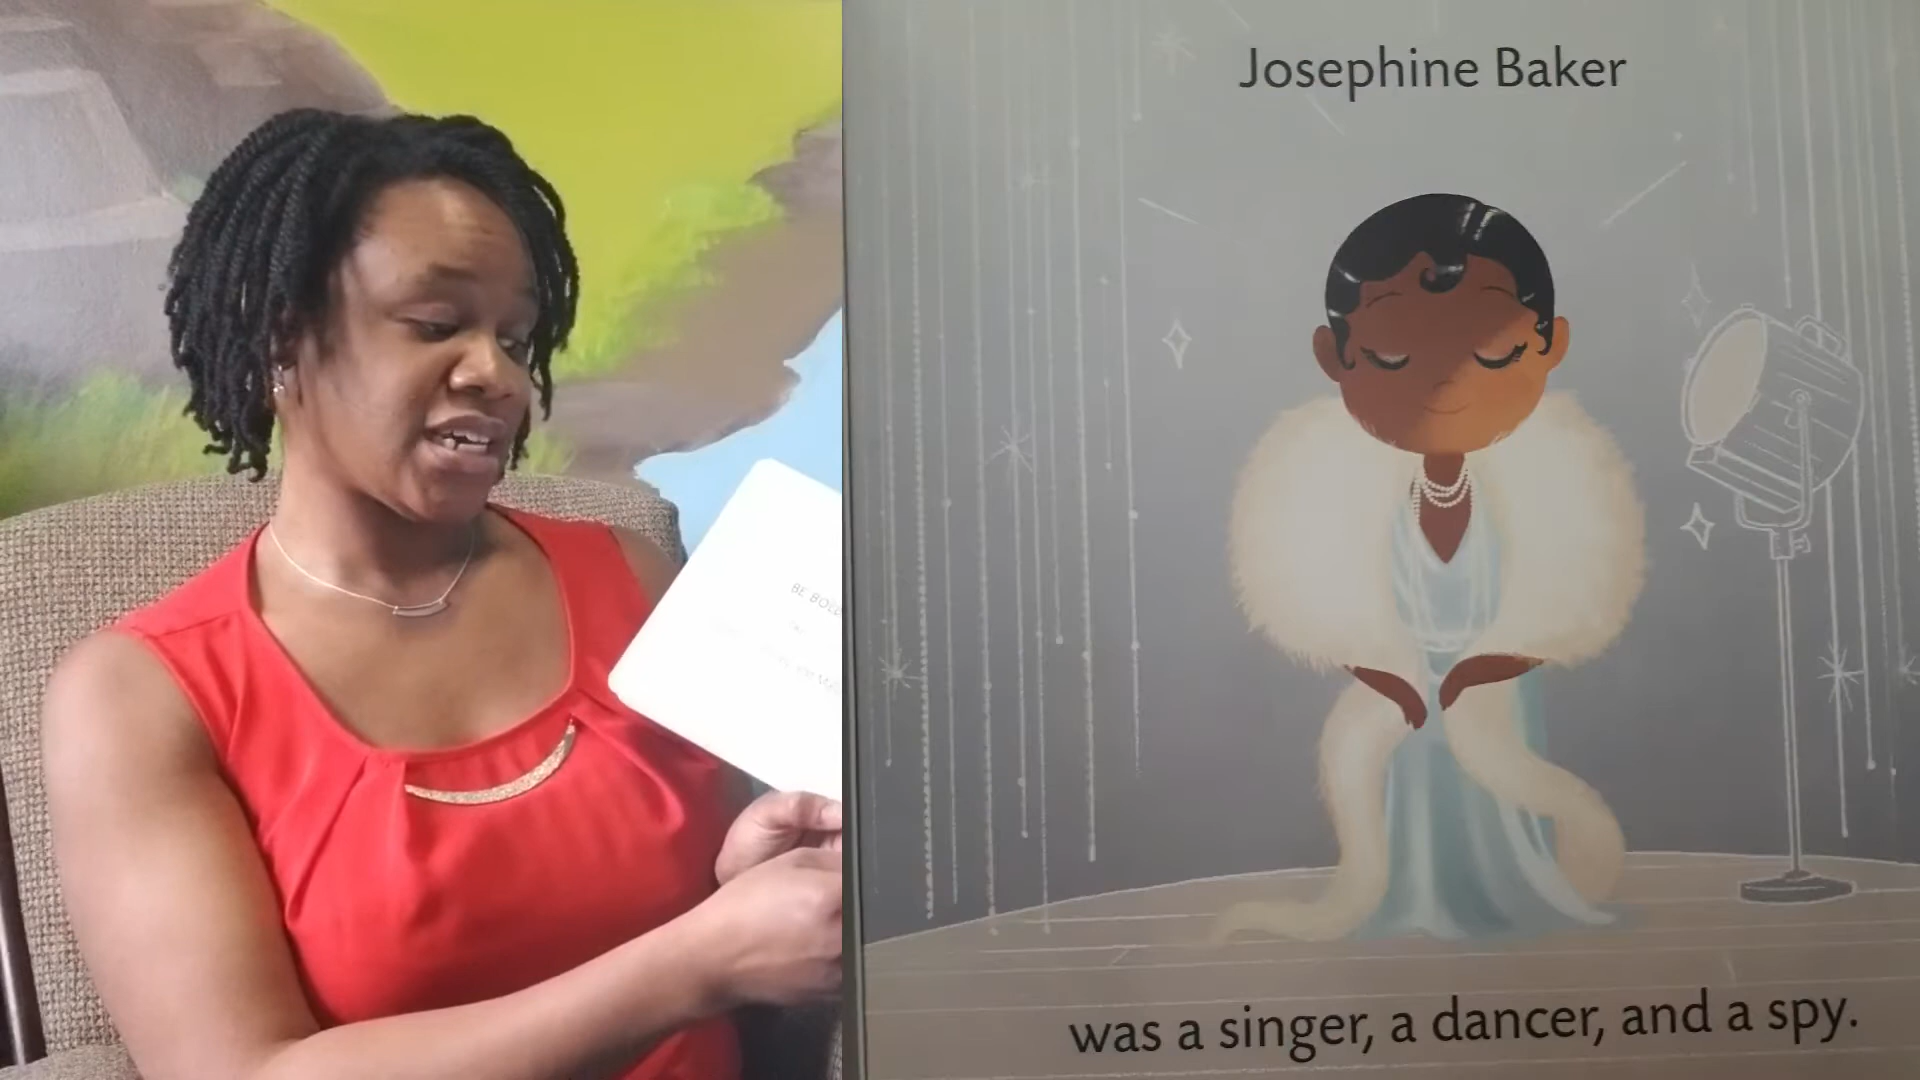 BE BOLD
Josephine Baker
was a singer, a dancer, and a spy.